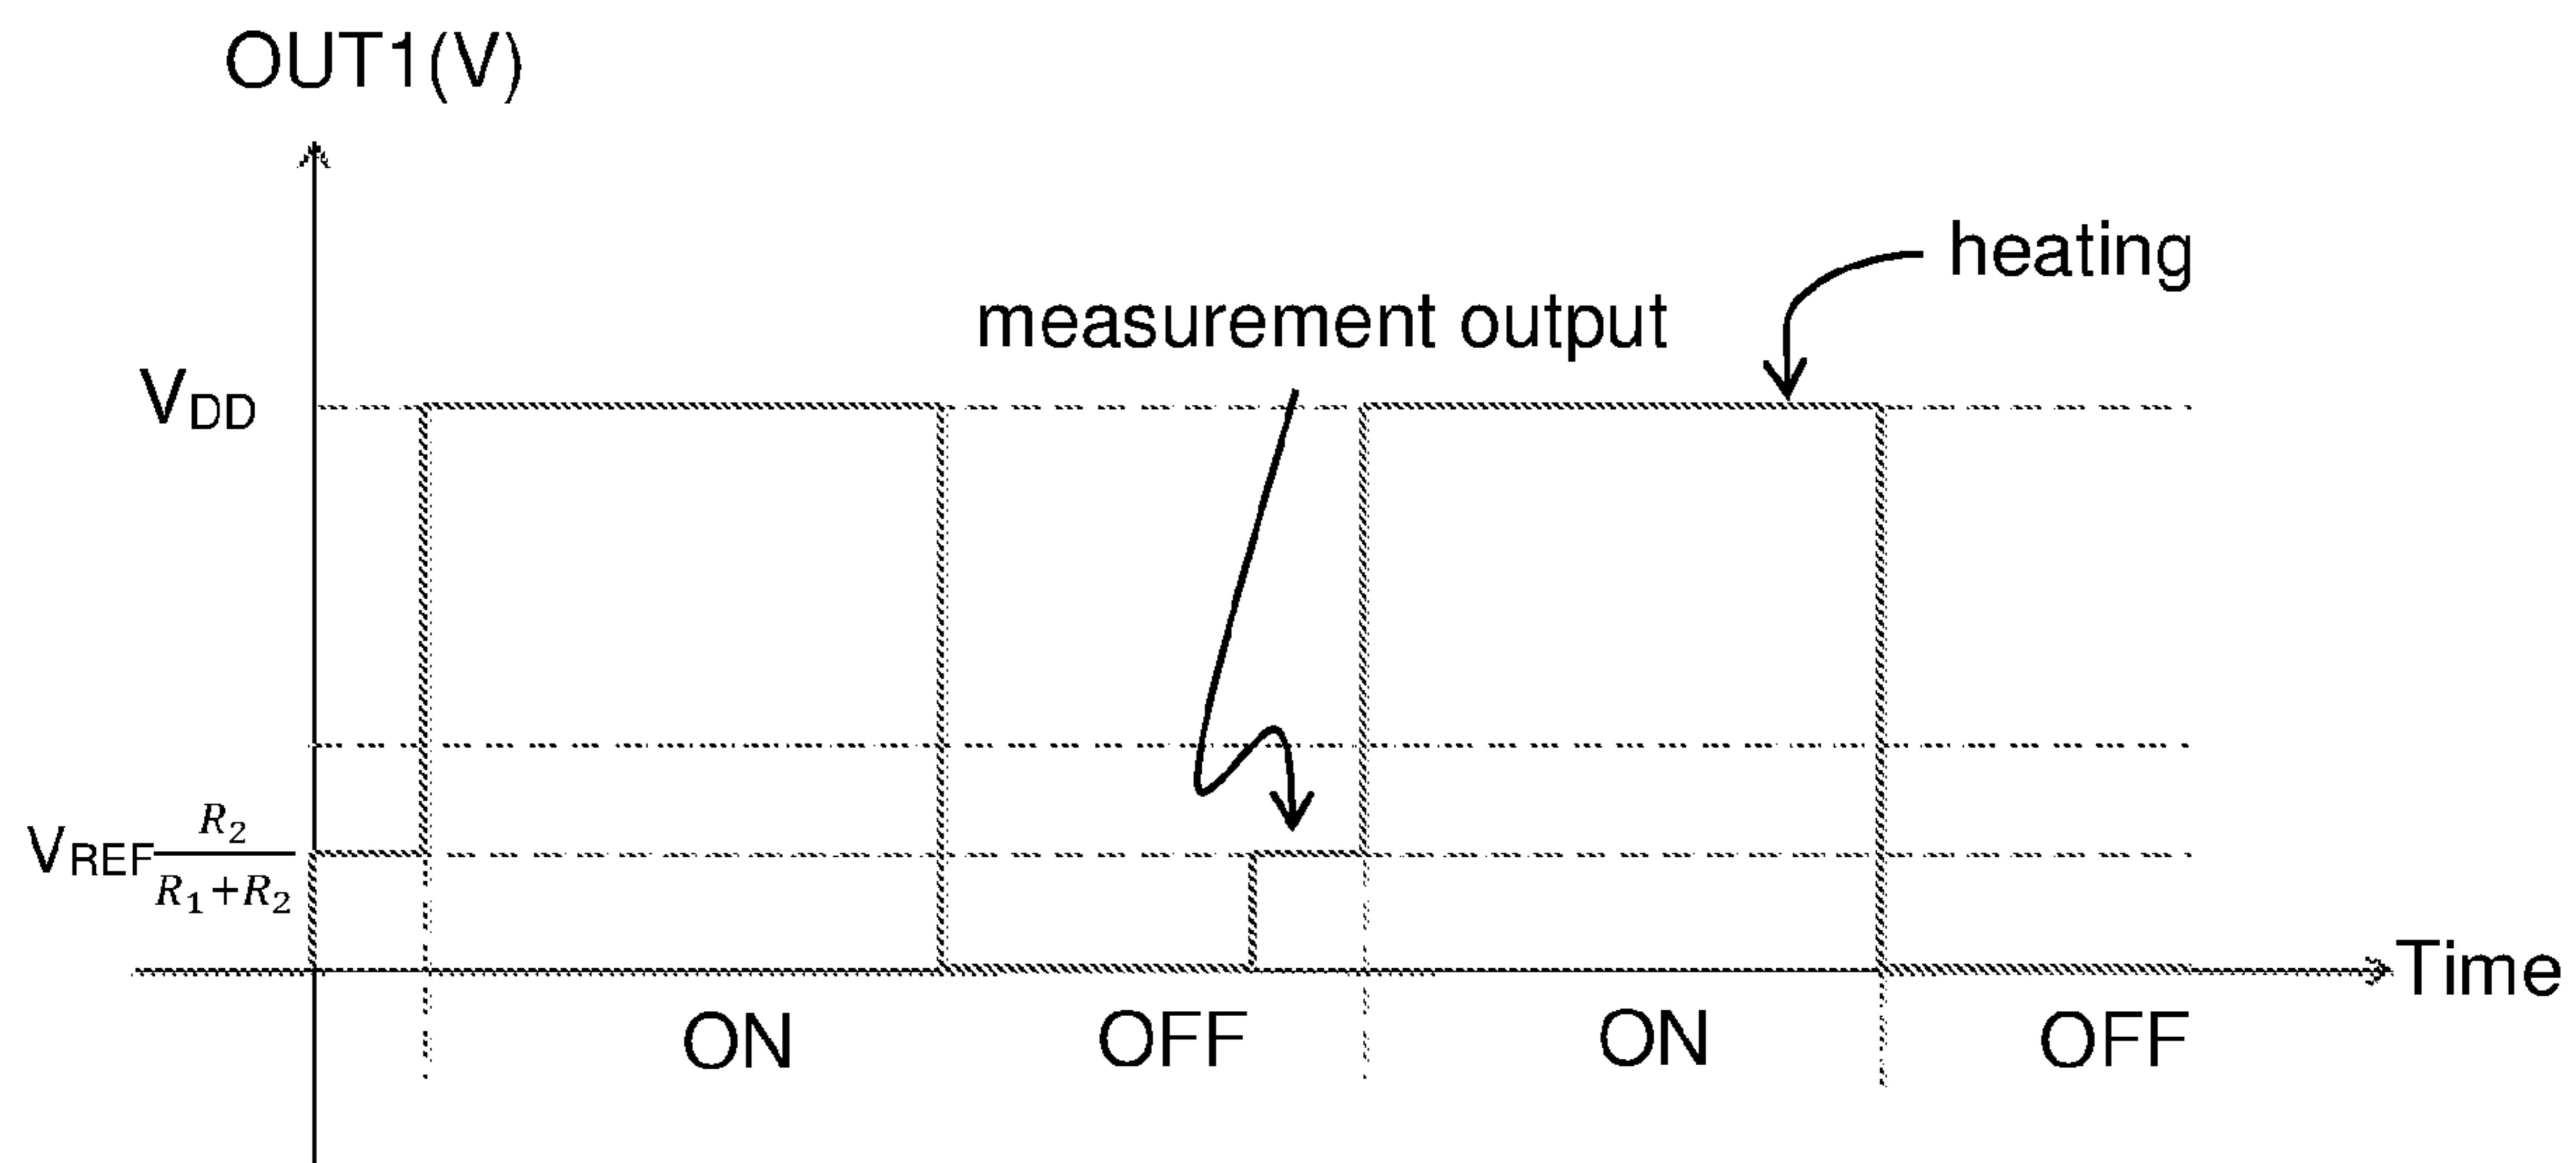 OUT1(V)
heating
measurement output
VDD
VREF R2/(R1+R2)
Time
ON OFF ON OFF